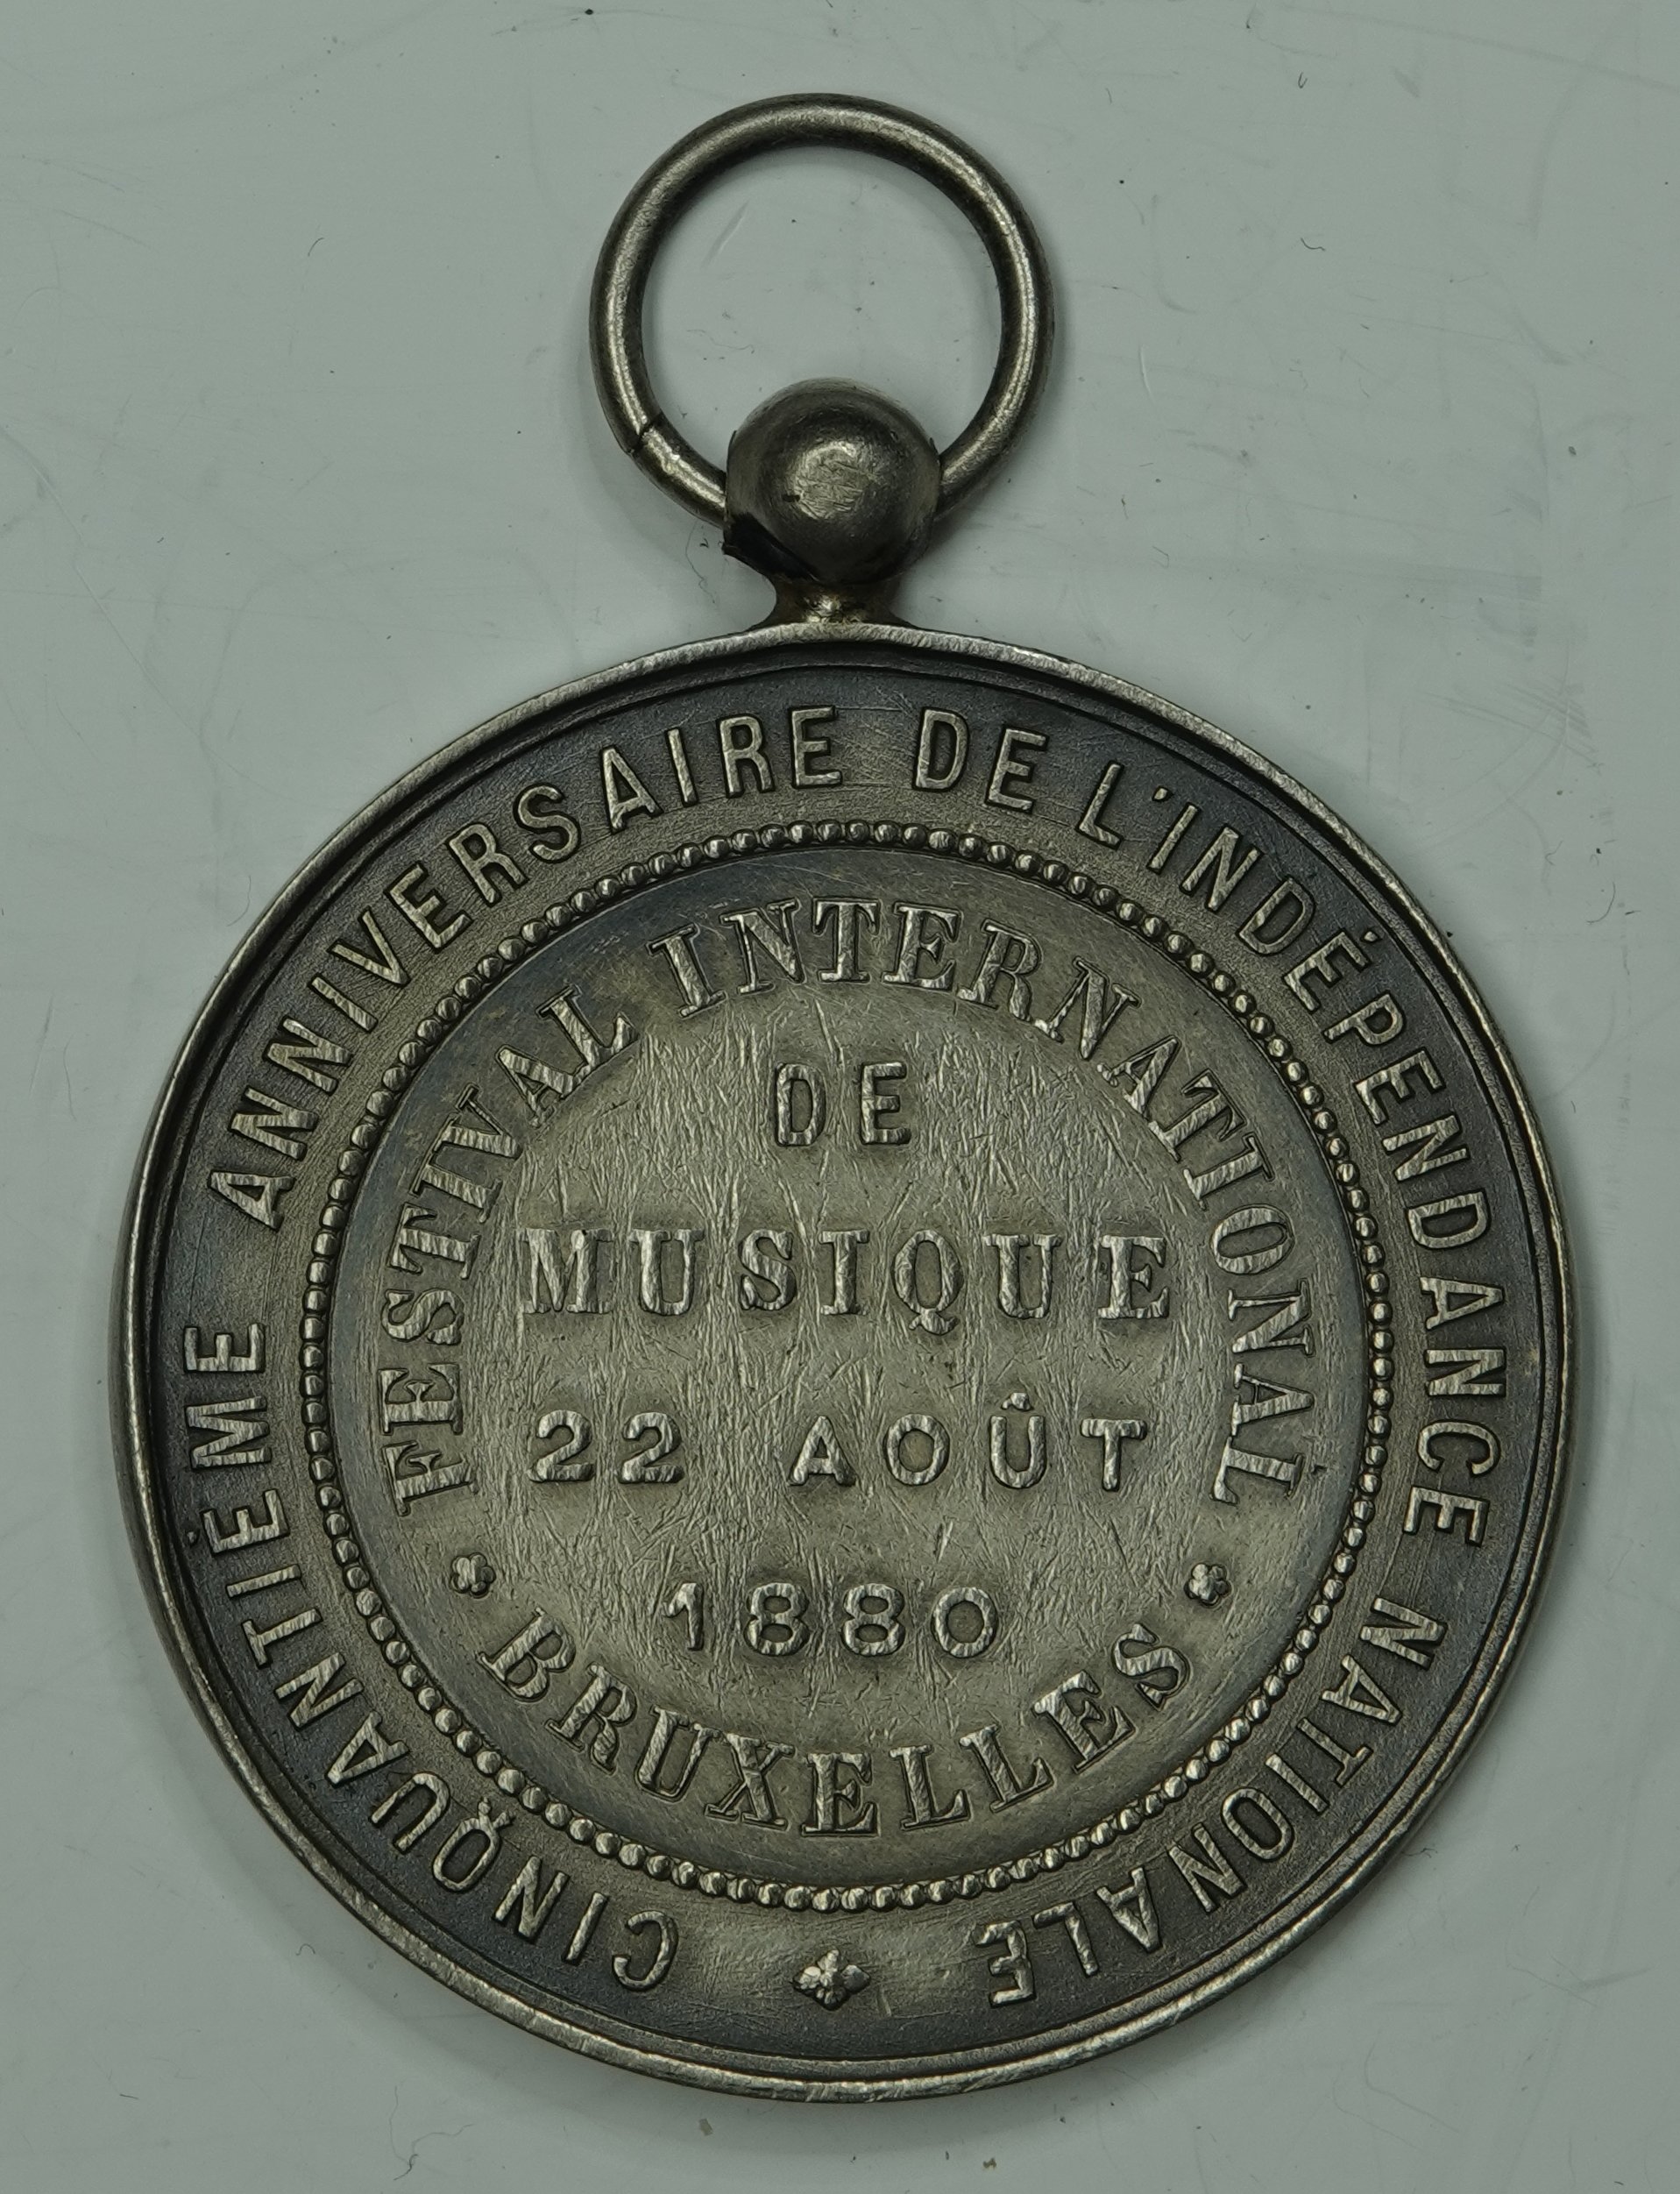 CINQUANTIÈME ANNIVERSAIRE DE L'INDÉPENDANCE NATIONALE
FESTIVAL INTERNATIONAL
DE
MUSIQUE
22 AOÛT
1880
BRUXELLES